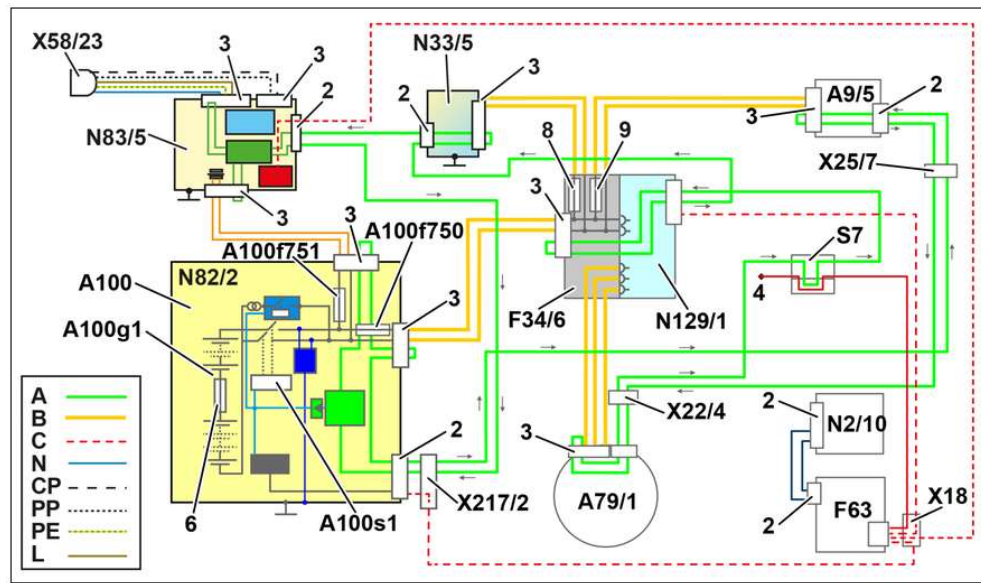 X58/23
3
3
2
N83/5
3
N33/5
2
3
8
9
A9/5
3
2
X25/7
3
3
A100f750
A100f751
N82/2
A100
A100g1
3
F34/6
N129/1
S7
4
2
X22/4
3
A79/1
X217/2
A100s1
6
2
N2/10
2
F63
X18
A
B
C
N
CP
PP
PE
L